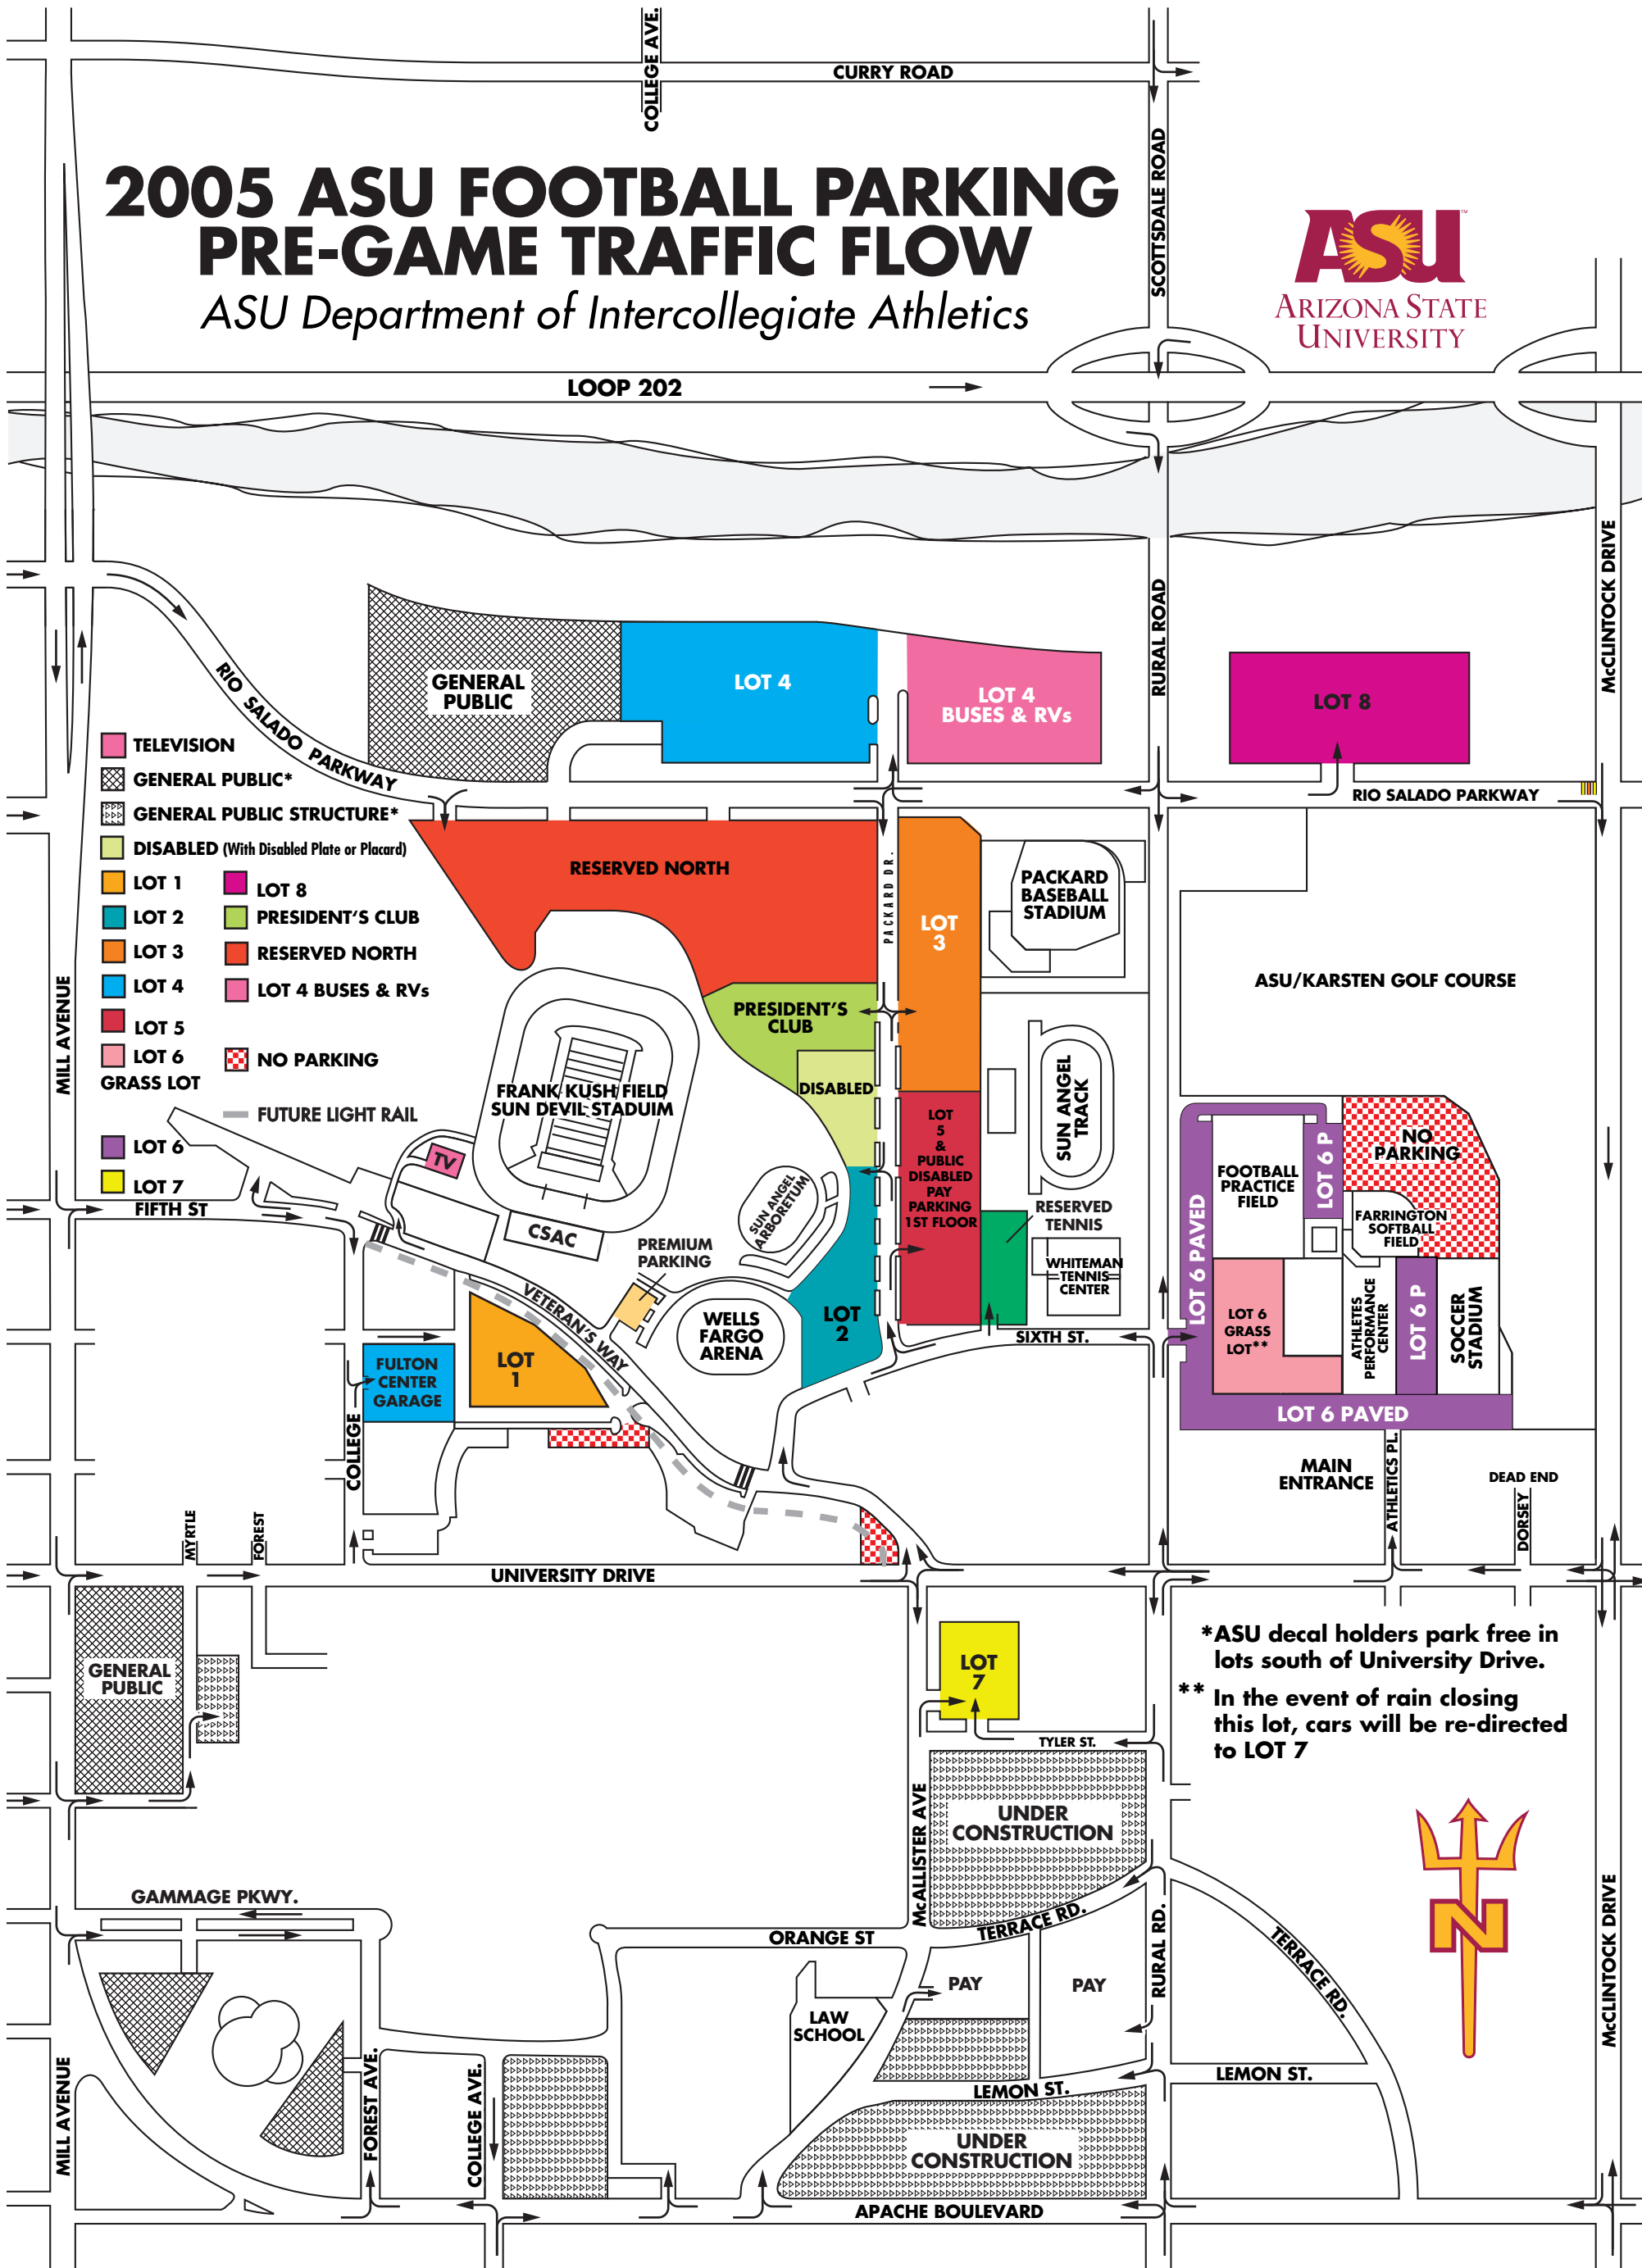 COLLEGE AVE.
CURRY ROAD
SCOTTSDALE ROAD
2005 ASU FOOTBALL PARKING
PRE-GAME TRAFFIC FLOW
ASU Department of Intercollegiate Athletics
ASU™
ARIZONA STATE
UNIVERSITY
LOOP 202
McCLINTOCK DRIVE
RURAL ROAD
RIO SALADO PARKWAY
GENERAL
PUBLIC
LOT 4
LOT 4
BUSES & RVs
LOT 8
RIO SALADO PARKWAY
TELEVISION
GENERAL PUBLIC*
GENERAL PUBLIC STRUCTURE*
DISABLED (With Disabled Plate or Placard)
LOT 1
LOT 2
LOT 3
LOT 4
LOT 5
LOT 6
GRASS LOT
LOT 8
PRESIDENT'S CLUB
RESERVED NORTH
LOT 4 BUSES & RVs
NO PARKING
FUTURE LIGHT RAIL
LOT 6
LOT 7
MILL AVENUE
FIFTH ST
RESERVED NORTH
PACKARD DR.
LOT
3
PACKARD
BASEBALL
STADIUM
ASU/KARSTEN GOLF COURSE
PRESIDENT'S
CLUB
DISABLED
FRANK KUSH FIELD
SUN DEVIL STADUIM
TV
CSAC
SUN ANGEL
ARBORETUM
SUN ANGEL
TRACK
LOT
5
&
PUBLIC
DISABLED
PAY
PARKING
1ST FLOOR
RESERVED
TENNIS
WHITEMAN
TENNIS
CENTER
PREMIUM
PARKING
WELLS
FARGO
ARENA
LOT
2
SIXTH ST.
VETERAN'S WAY
FULTON
CENTER
GARAGE
LOT
1
COLLEGE
LOT 6 PAVED
FOOTBALL
PRACTICE
FIELD
LOT 6 P
NO
PARKING
FARRINGTON
SOFTBALL
FIELD
LOT 6
GRASS
LOT**
ATHLETES
PERFORMANCE
CENTER
LOT 6 P
SOCCER
STADIUM
LOT 6 PAVED
MAIN
ENTRANCE
ATHLETICS PL.
DEAD END
DORSEY
MYRTLE
FOREST
UNIVERSITY DRIVE
GENERAL
PUBLIC
LOT
7
TYLER ST.
*ASU decal holders park free in
lots south of University Drive.
** In the event of rain closing
this lot, cars will be re-directed
to LOT 7
McALLISTER AVE
UNDER
CONSTRUCTION
GAMMAGE PKWY.
ORANGE ST
TERRACE RD.
RURAL RD.
TERRACE RD.
N
McCLINTOCK DRIVE
PAY
PAY
LAW
SCHOOL
LEMON ST.
LEMON ST.
MILL AVENUE
FOREST AVE.
COLLEGE AVE.
UNDER
CONSTRUCTION
APACHE BOULEVARD